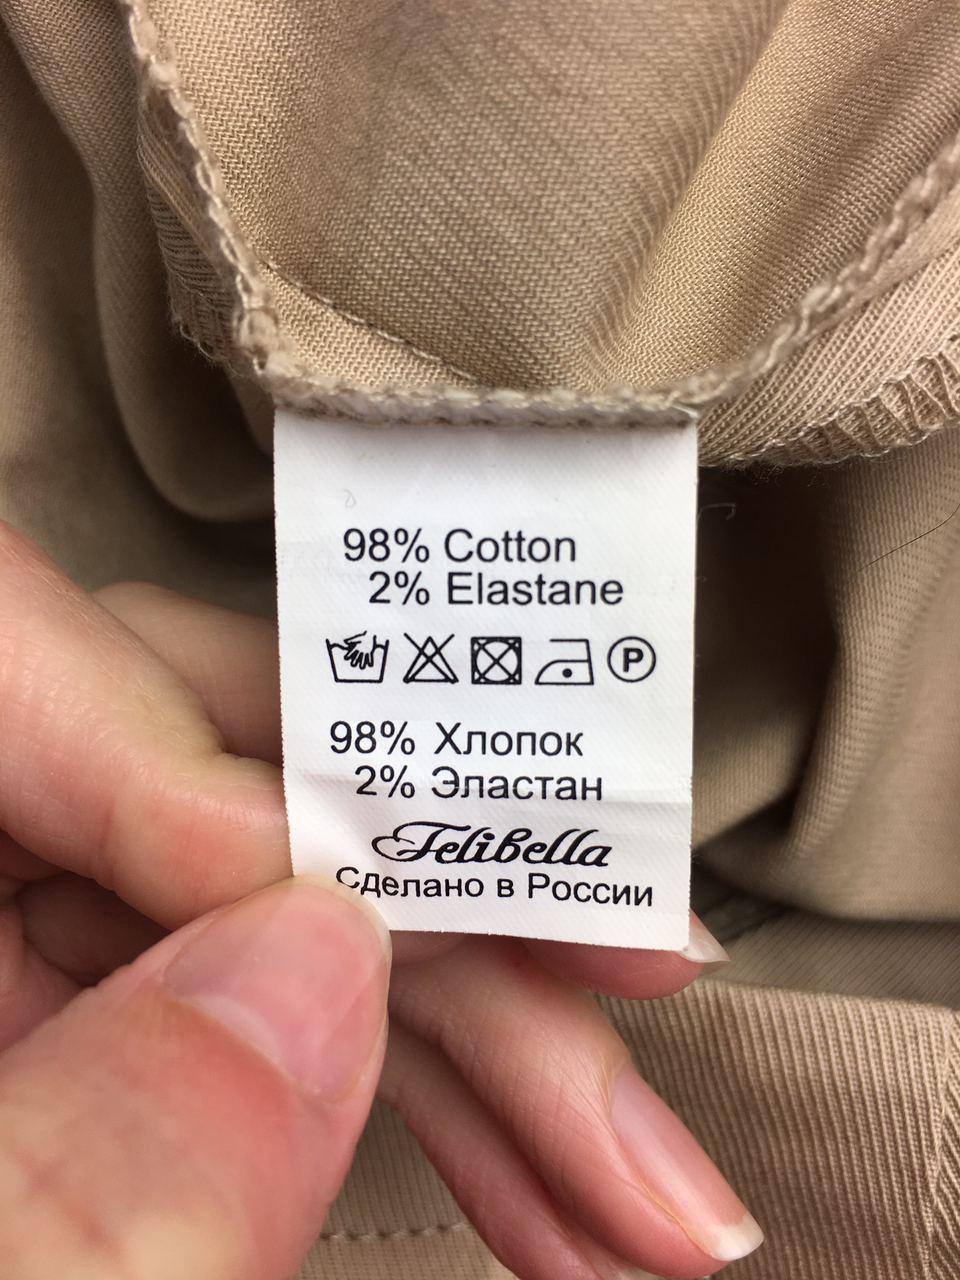 98% Cotton
2% Elastane
P
98% Хлопок
2% Эластан
Felibella
Сделано в России